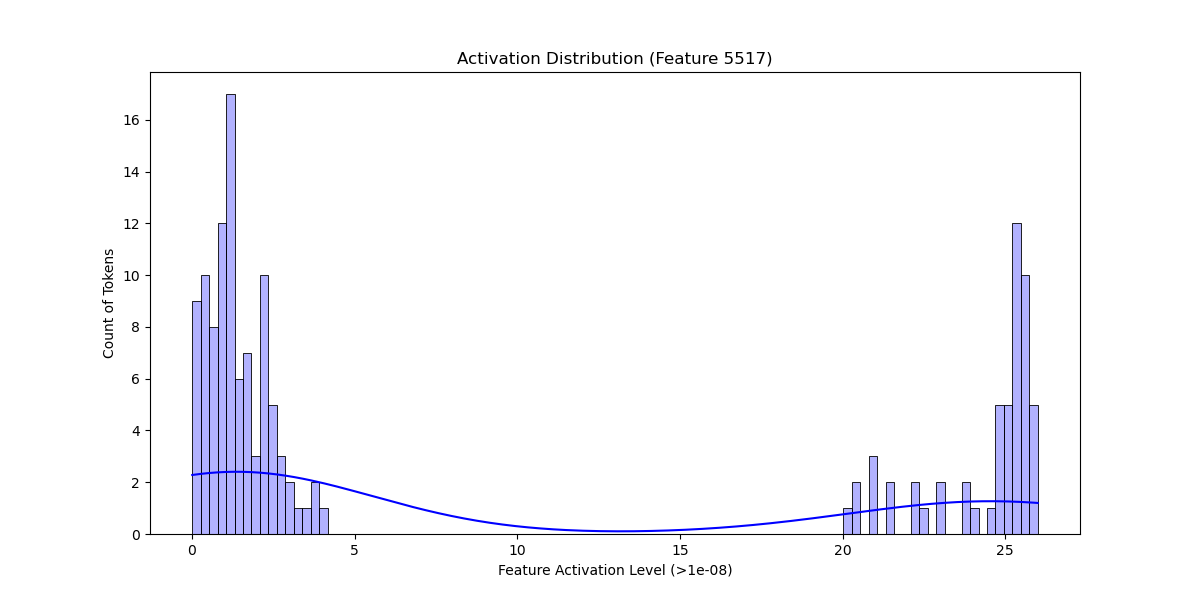 Activation Distribution (Feature 5517)
16
14
12
10
8
6
4
2
0
Count of Tokens
0 5 10 15 20 25
Feature Activation Level (>1e-08)